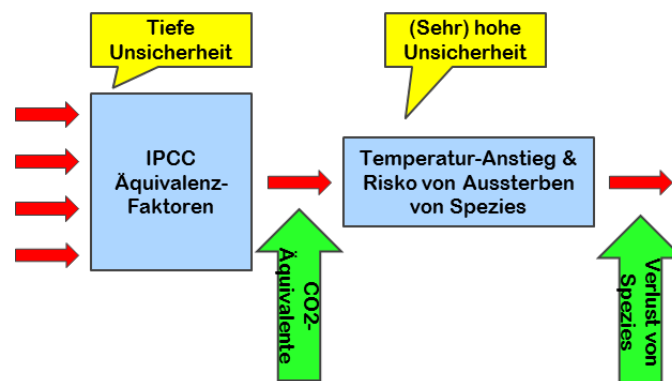 Tiefe
Unsicherheit
(Sehr) hohe
Unsicherheit
IPCC
Äquivalenz-
Faktoren
Temperatur-Anstieg &
Risko von Aussterben
von Spezies
CO2-
Äquivalente
Verlust von
Spezies